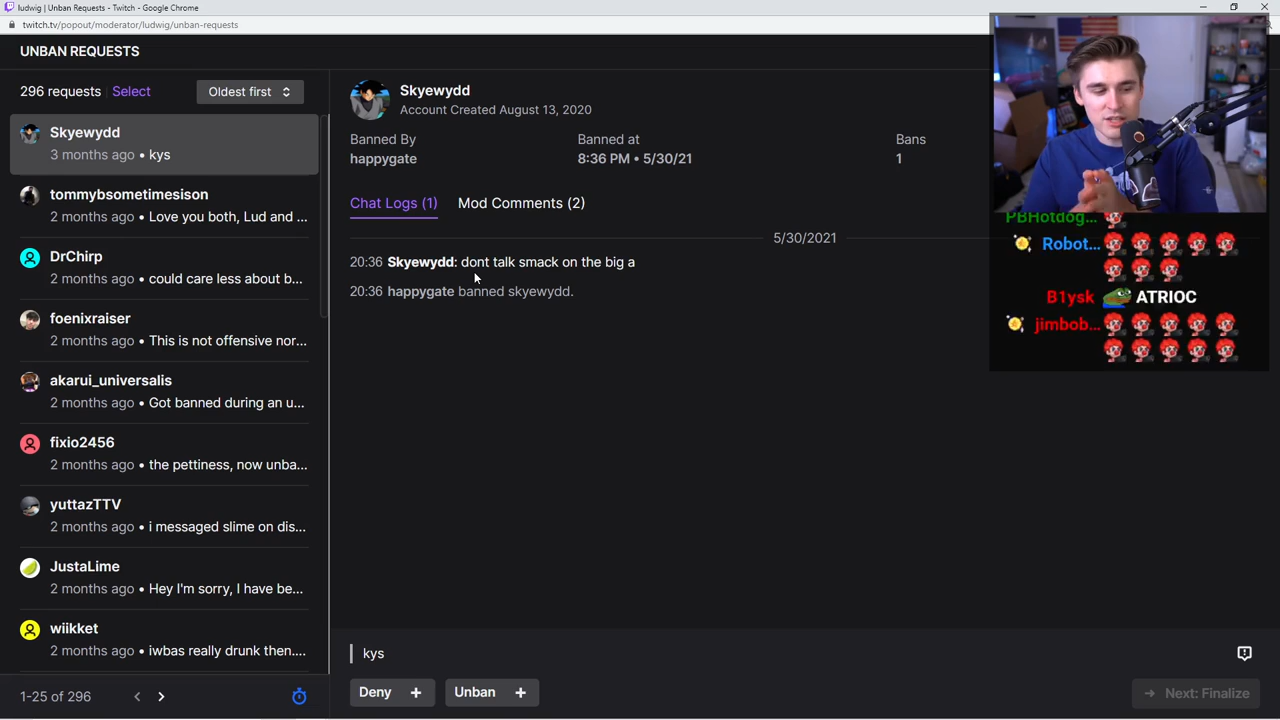 ludwig | Unban Requests - Twitch - Google Chrome
twitch.tv/popout/moderator/ludwig/unban-requests
UNBAN REQUESTS
296 requests | Select
Oldest first
Skyewydd
3 months ago • kys
tommybsometimesison
2 months ago • Love you both, Lud and ...
DrChirp
2 months ago • could care less about b...
foenixraiser
2 months ago • This is not offensive nor...
akarui_universalis
2 months ago • Got banned during an u...
fixio2456
2 months ago • the pettiness, now unba...
yuttazTTV
2 months ago • i messaged slime on dis...
JustaLime
2 months ago • Hey I'm sorry, I have be...
wiikket
2 months ago • iwbas really drunk then....
1-25 of 296
Skyewydd
Account Created August 13, 2020
Banned By
happygate
Banned at
8:36 PM • 5/30/21
Bans
1
Chat Logs (1)
Mod Comments (2)
5/30/2021
20:36 Skyewydd: dont talk smack on the big a
20:36 happygate banned skyewydd.
kys
Deny +
Unban +
Next: Finalize
PBHotdog...
Robot...
B1ysk ATRIOC
jimbob...